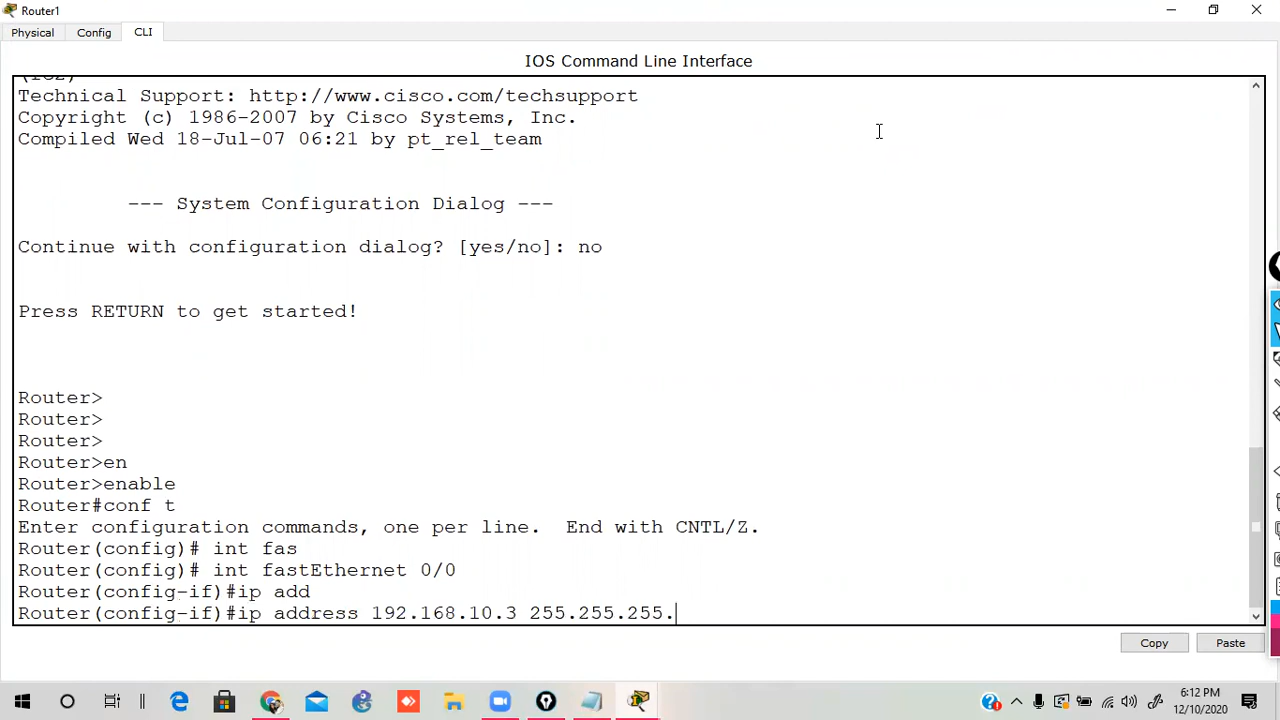 Router1
Physical Config CLI
IOS Command Line Interface
Technical Support: http://www.cisco.com/techsupport
Copyright (c) 1986-2007 by Cisco Systems, Inc.
Compiled Wed 18-Jul-07 06:21 by pt_rel_team
--- System Configuration Dialog ---
Continue with configuration dialog? [yes/no]: no
Press RETURN to get started!
Router>
Router>
Router>
Router>en
Router>enable
Router#conf t
Enter configuration commands, one per line.  End with CNTL/Z.
Router(config)# int fas
Router(config)# int fastEthernet 0/0
Router(config-if)#ip add
Router(config-if)#ip address 192.168.10.3 255.255.255.
Copy Paste
6:12 PM
12/10/2020